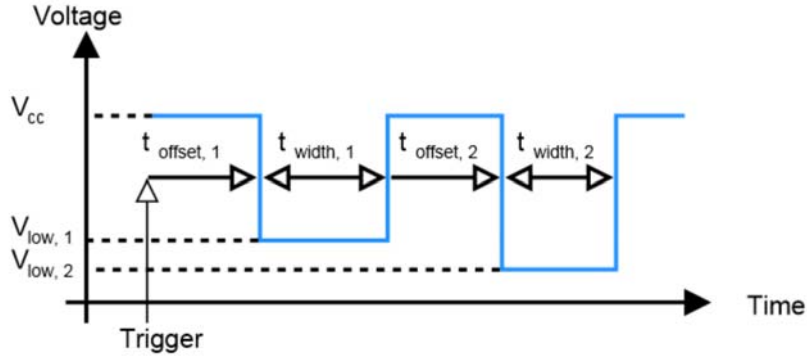 Voltage
Vcc
t offset, 1
t width, 1
t offset, 2
t width, 2
Vlow, 1
Vlow, 2
Time
Trigger